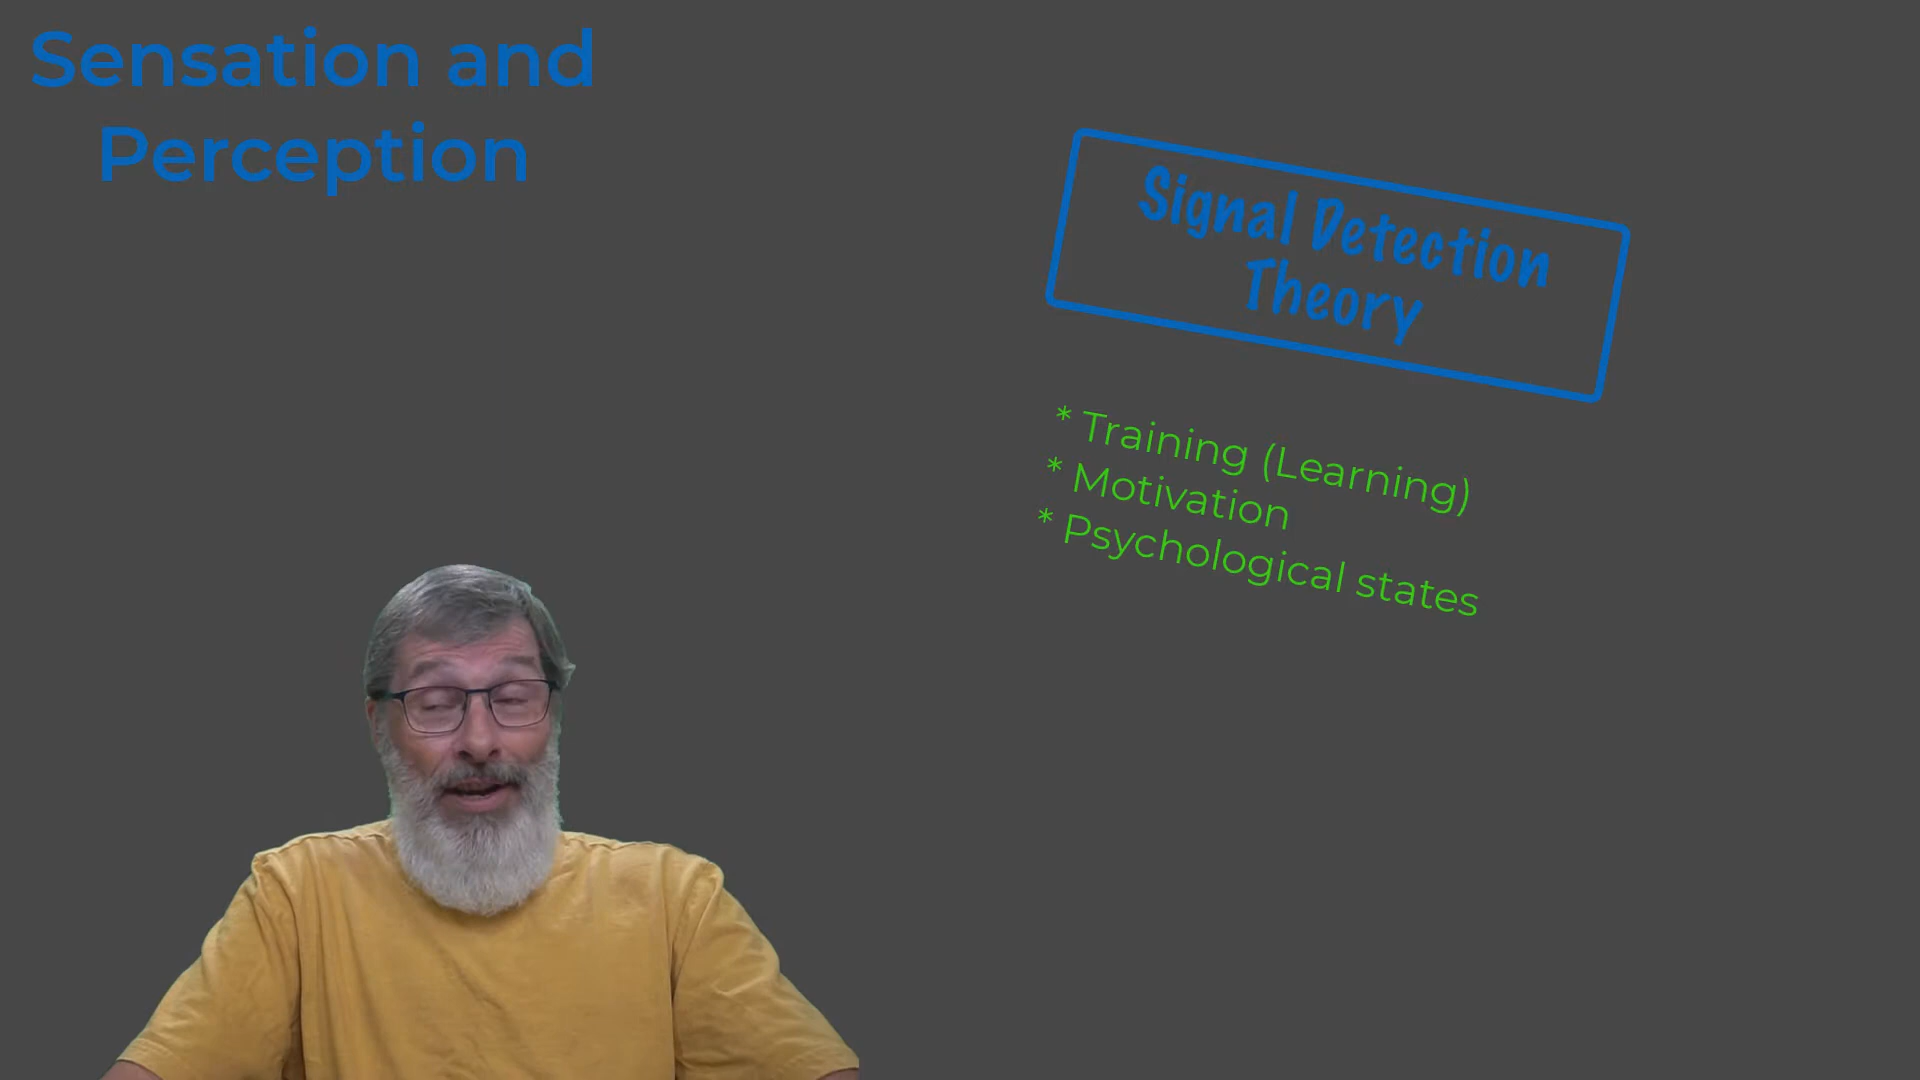 Sensation and
Perception
Signal Detection
Theory
* Training (Learning)
* Motivation
* Psychological states